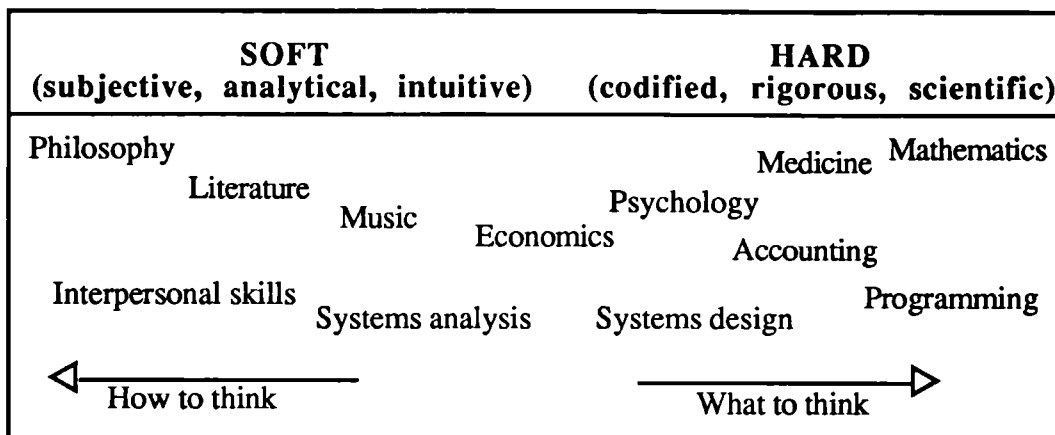 SOFT HARD
(subjective, analytical, intuitive) (codified, rigorous, scientific)
Philosophy Medicine Mathematics
Literature Psychology
Music Economics Accounting
Interpersonal skills Systems analysis Systems design Programming
How to think What to think